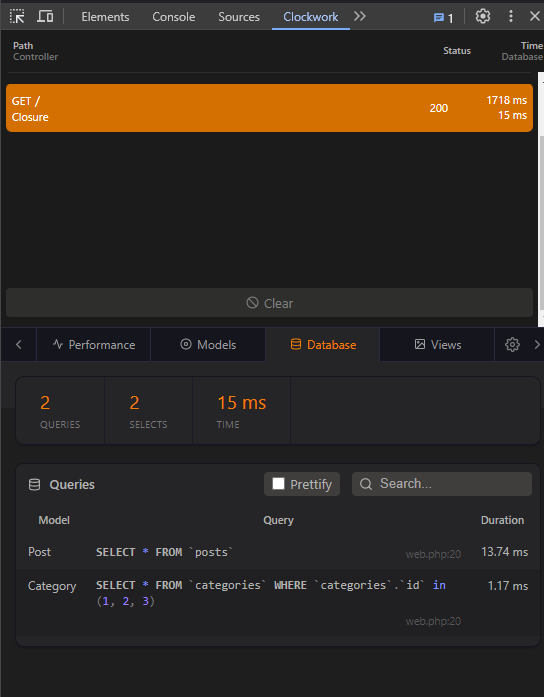 Elements Console Sources Clockwork 1
Path Status Time
Controller Database
GET / 200 1718 ms
Closure 15 ms
Clear
Performance Models Database Views
2 2 15 ms
QUERIES SELECTS TIME
Queries Prettify Search...
Model Query Duration
Post SELECT * FROM `posts` web.php:20 13.74 ms
Category SELECT * FROM `categories` WHERE `categories`.`id` in 1.17 ms
(1, 2, 3)
web.php:20